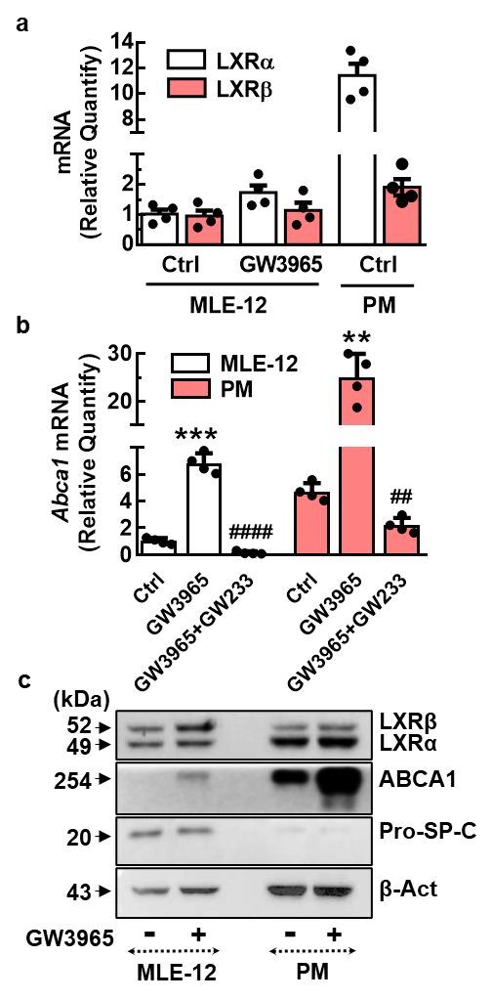 a
mRNA
(Relative Quantify)
14
12
10
8
2
1
0
LXRα
LXRβ
Ctrl GW3965 Ctrl
MLE-12 PM
b
Abca1 mRNA
(Relative Quantify)
30
20
6
4
2
0
MLE-12
PM
*** #### ** ##
Ctrl GW3965 GW3965+GW233 Ctrl GW3965 GW3965+GW233
c
(kDa)
52 LXRβ
49 LXRα
254 ABCA1
20 Pro-SP-C
43 β-Act
GW3965 - + - +
MLE-12 PM